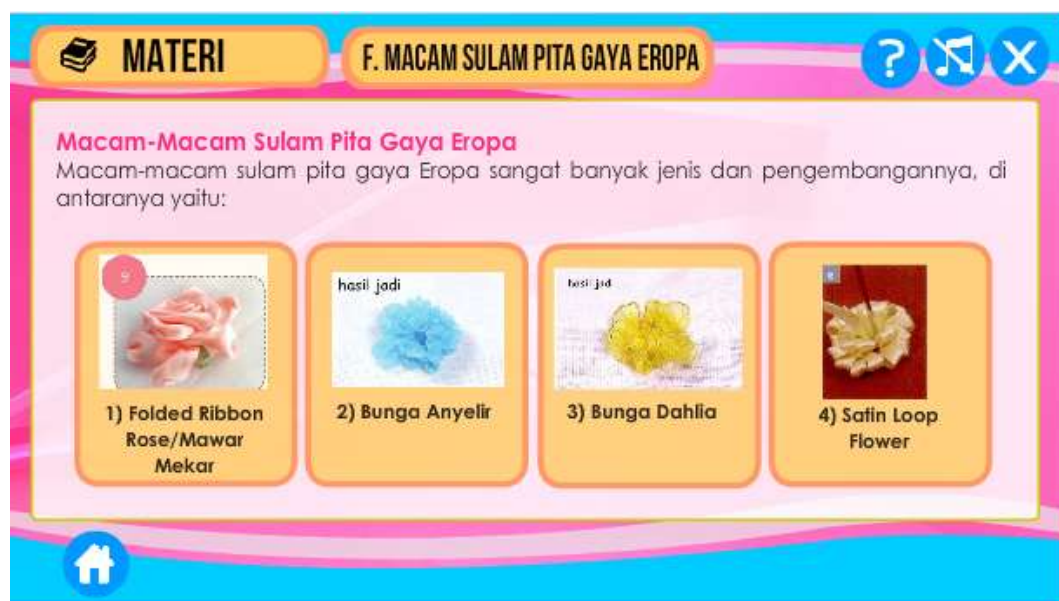 MATERI
F. MACAM SULAM PITA GAYA EROPA
?
X
Macam-Macam Sulam Pita Gaya Eropa
Macam-macam sulam pita gaya Eropa sangat banyak jenis dan pengembangannya, di
antaranya yaitu:
9
1) Folded Ribbon
Rose/Mawar
Mekar
hasil jadi
2) Bunga Anyelir
hasil jadi
3) Bunga Dahlia
4) Satin Loop
Flower